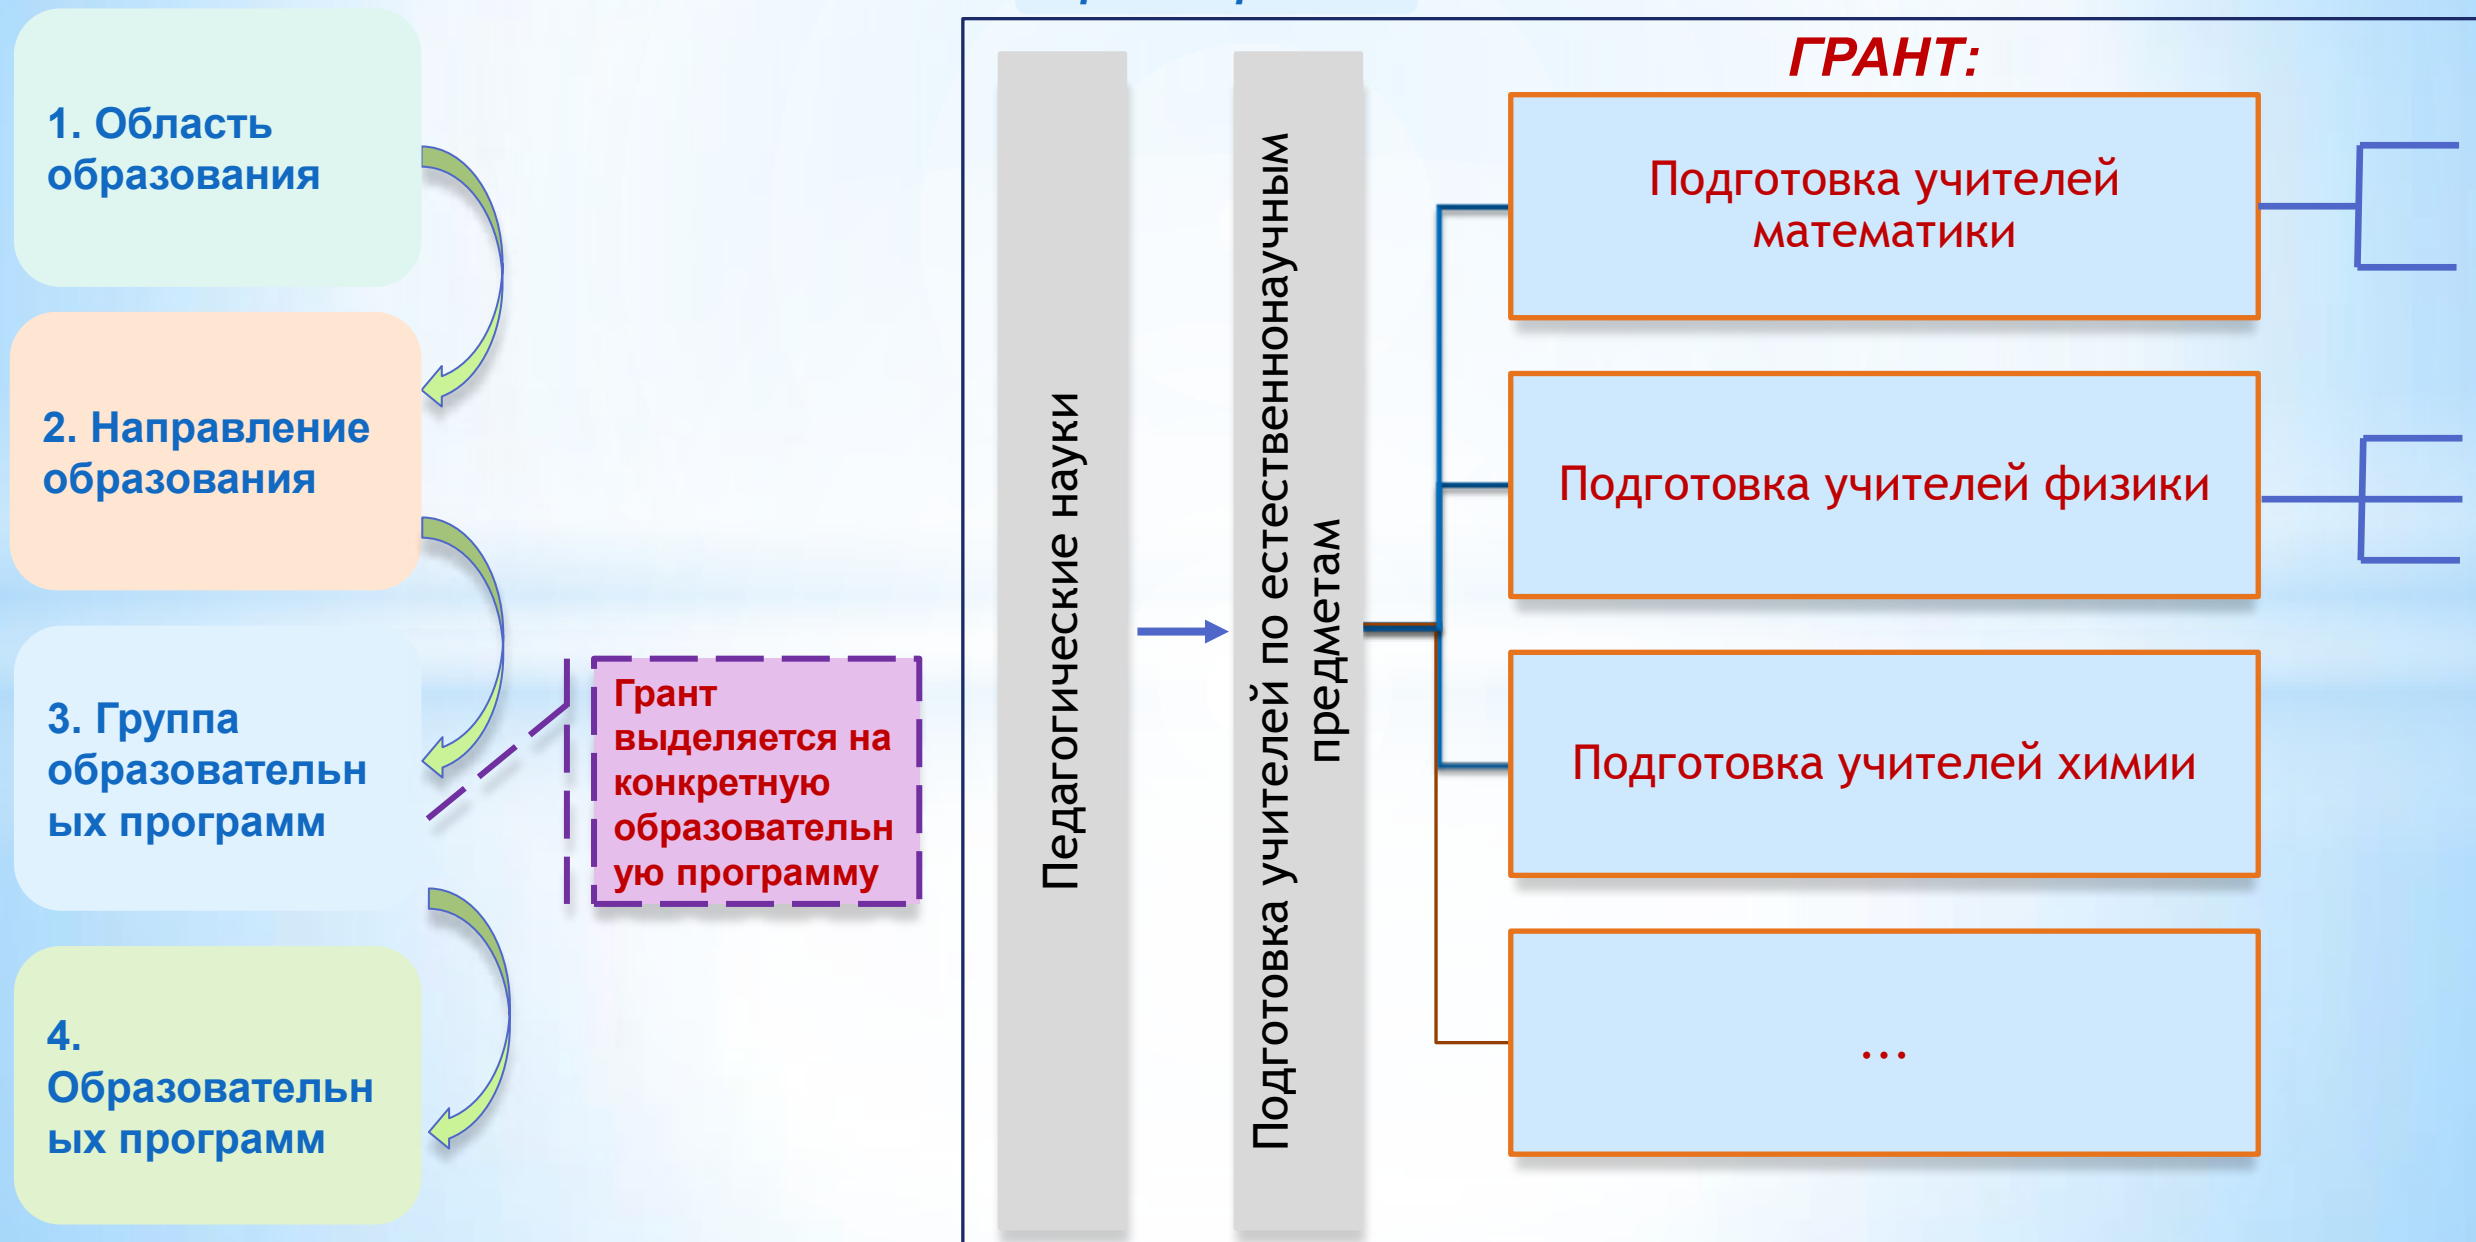 1. Область
образования
2. Направление
образования
3. Группа
образовательн
ых программ
4.
Образовательн
ых программ
Грант
выделяется на
конкретную
образовательн
ую программу
Педагогические науки
Подготовка учителей по естественнонаучным
предметам
ГРАНТ:
Подготовка учителей
математики
Подготовка учителей физики
Подготовка учителей химии
...